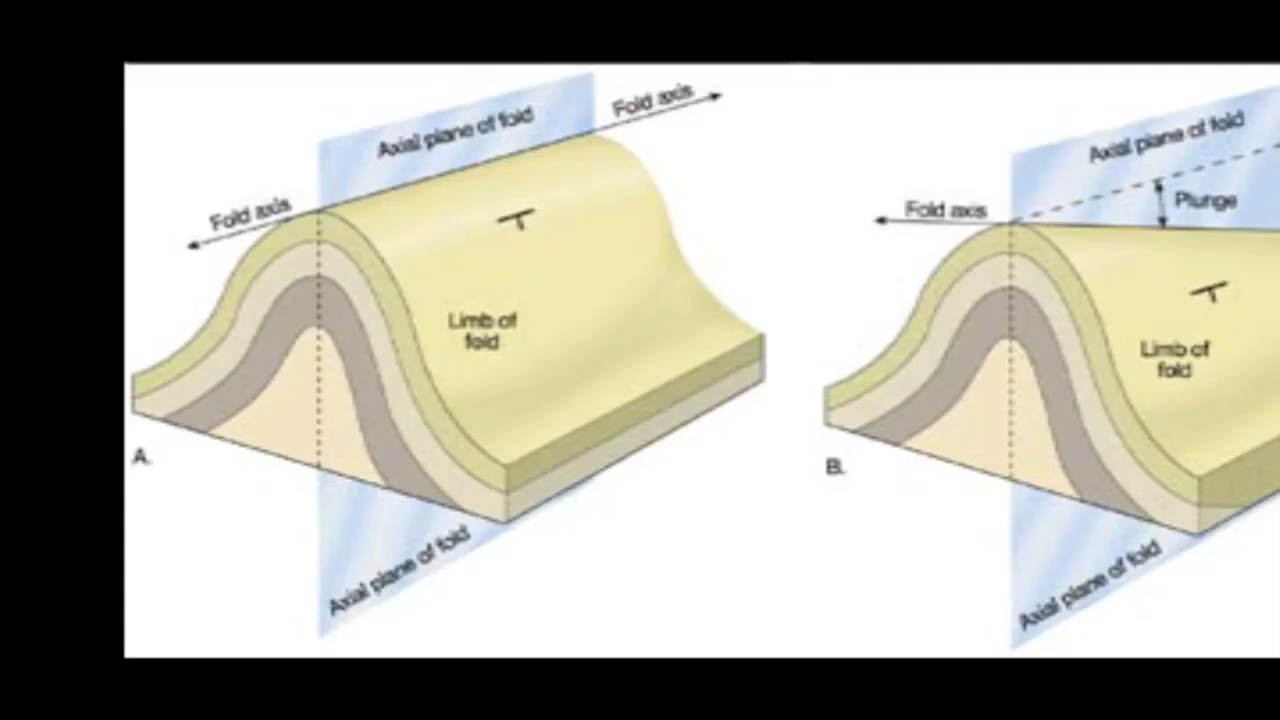 Axial plane of fold
Fold axis
Fold axis
Limb of
fold
A.
Axial plane of fold
Axial plane of fold
Fold axis
Plunge
Limb of
fold
B.
Axial plane of fold